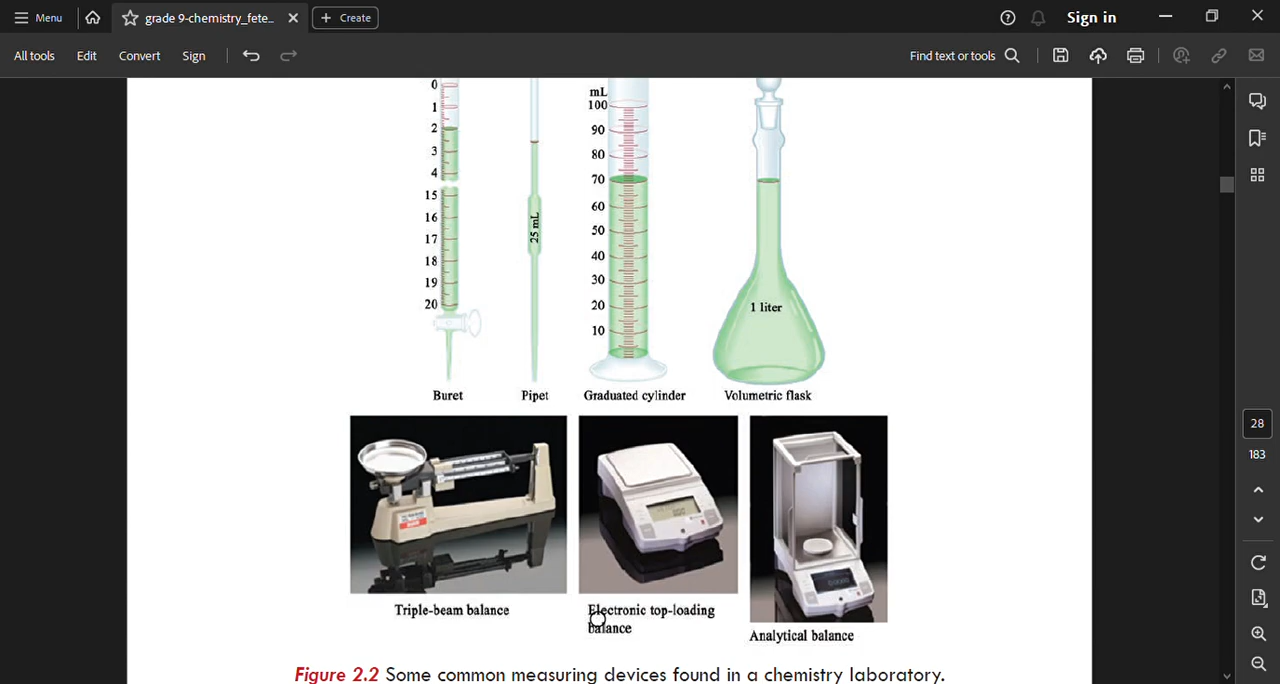 Menu
grade 9-chemistry_fete...
Create
Sign in
All tools
Edit
Convert
Sign
Find text or tools
0
1
2
3
4
15
16
17
18
19
20
25 mL
mL
100
90
80
70
60
50
40
30
20
10
1 liter
Buret
Pipet
Graduated cylinder
Volumetric flask
Triple-beam balance
Electronic top-loading
balance
Analytical balance
Figure 2.2 Some common measuring devices found in a chemistry laboratory.
28
183